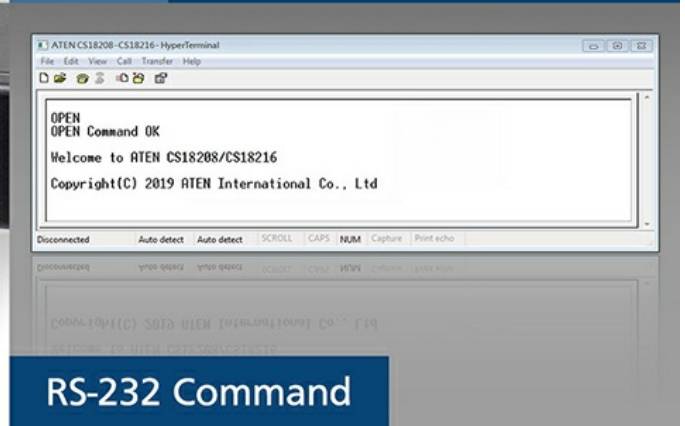 ATEN CS18208-CS18216 - HyperTerminal
File Edit View Call Transfer Help
OPEN
OPEN Command OK
Welcome to ATEN CS18208/CS18216
Copyright(C) 2019 ATEN International Co., Ltd
Disconnected Auto detect Auto detect SCROLL CAPS NUM Capture Print echo
RS-232 Command